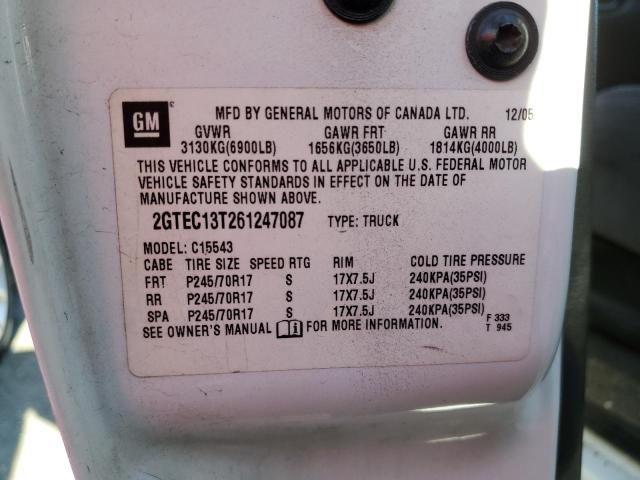 GM
MFD BY GENERAL MOTORS OF CANADA LTD. 12/05
GVWR GAWR FRT GAWR RR
3130KG(6900LB) 1656KG(3650LB) 1814KG(4000LB)
THIS VEHICLE CONFORMS TO ALL APPLICABLE U.S. FEDERAL MOTOR
VEHICLE SAFETY STANDARDS IN EFFECT ON THE DATE OF
MANUFACTURE SHOWN ABOVE.
2GTEC13T261247087 TYPE: TRUCK
MODEL: C15543
CABE TIRE SIZE SPEED RTG RIM COLD TIRE PRESSURE
FRT P245/70R17 S 17X7.5J 240KPA(35PSI)
RR P245/70R17 S 17X7.5J 240KPA(35PSI)
SPA P245/70R17 S 17X7.5J 240KPA(35PSI)
SEE OWNER'S MANUAL FOR MORE INFORMATION. F 333
T 945